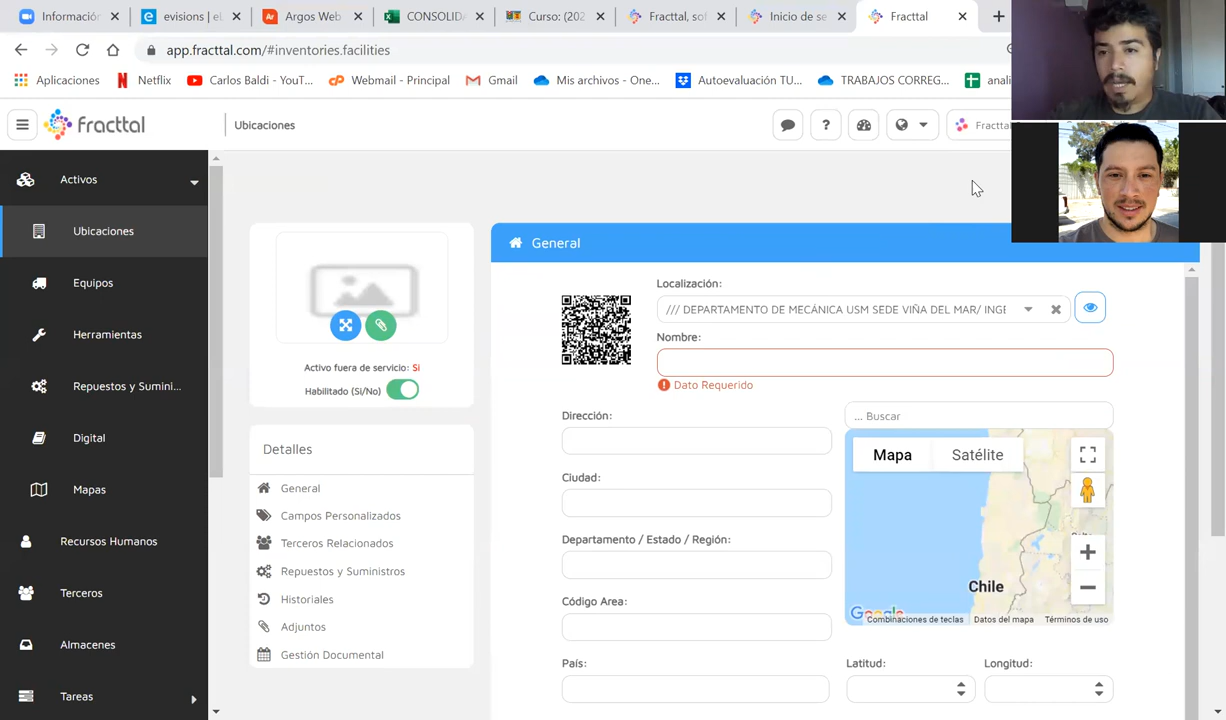 Informació
evisions | el
Argos Web
CONSOLIDA
Curso: (202
Fracttal, so
Inicio de se
Fracttal
app.fracttal.com/#inventories.facilities
Aplicaciones
Netflix
Carlos Baldi - YouT...
Webmail - Principal
Gmail
Mis archivos - One...
Autoevaluación TU...
TRABAJOS CORREG...
anali
fracttal
Ubicaciones
?
Fracttal
Activos
Ubicaciones
Equipos
Herramientas
Repuestos y Sumini...
Digital
Mapas
Recursos Humanos
Terceros
Almacenes
Tareas
Activo fuera de servicio: Si
Habilitado (Si/No)
Detalles
General
Campos Personalizados
Terceros Relacionados
Repuestos y Suministros
Historiales
Adjuntos
Gestión Documental
General
Localización:
/// DEPARTAMENTO DE MECÁNICA USM SEDE VIÑA DEL MAR/ INGE
Nombre:
Dato Requerido
Dirección:
Ciudad:
Departamento / Estado / Región:
Código Area:
País:
... Buscar
Mapa
Satélite
Chile
Google
Combinaciones de teclas
Datos del mapa
Términos de uso
Latitud:
Longitud: